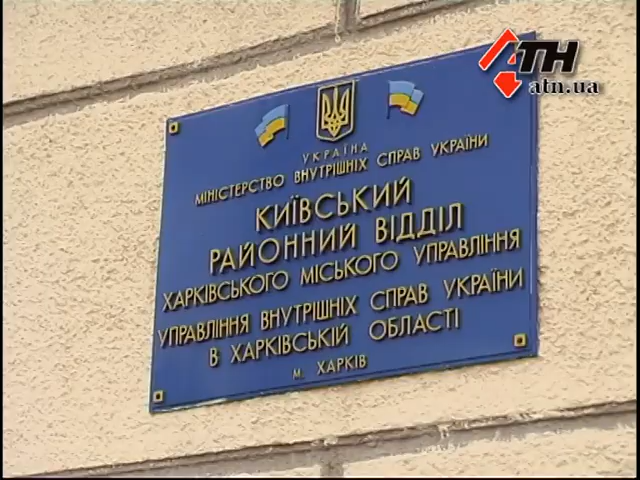 АТН
atn.ua
УКРАЇНА
МІНІСТЕРСТВО ВНУТРІШНІХ СПРАВ УКРАЇНИ
КИЇВСЬКИЙ
РАЙОННИЙ ВІДДІЛ
ХАРКІВСЬКОГО МІСЬКОГО УПРАВЛІННЯ
УПРАВЛІННЯ ВНУТРІШНІХ СПРАВ УКРАЇНИ
В ХАРКІВСЬКІЙ ОБЛАСТІ
М. ХАРКІВ